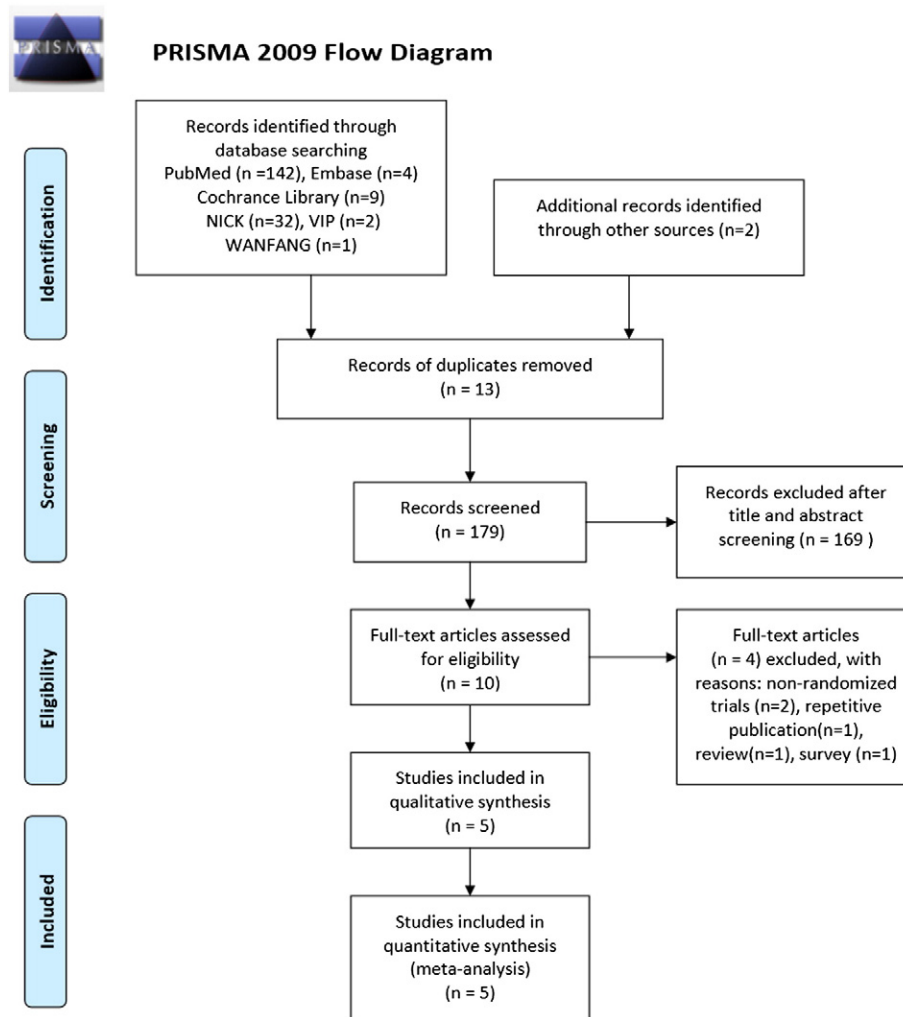 PRISMA
PRISMA 2009 Flow Diagram
Identification
Records identified through
database searching
PubMed (n =142), Embase (n=4)
Cochrance Library (n=9)
NICK (n=32), VIP (n=2)
WANFANG (n=1)
Additional records identified
through other sources (n=2)
Records of duplicates removed
(n = 13)
Screening
Records screened
(n = 179)
Records excluded after
title and abstract
screening (n = 169 )
Eligibility
Full-text articles assessed
for eligibility
(n = 10)
Full-text articles
(n = 4) excluded, with
reasons: non-randomized
trials (n=2), repetitive
publication(n=1),
review(n=1), survey (n=1)
Studies included in
qualitative synthesis
(n = 5)
Included
Studies included in
quantitative synthesis
(meta-analysis)
(n = 5)